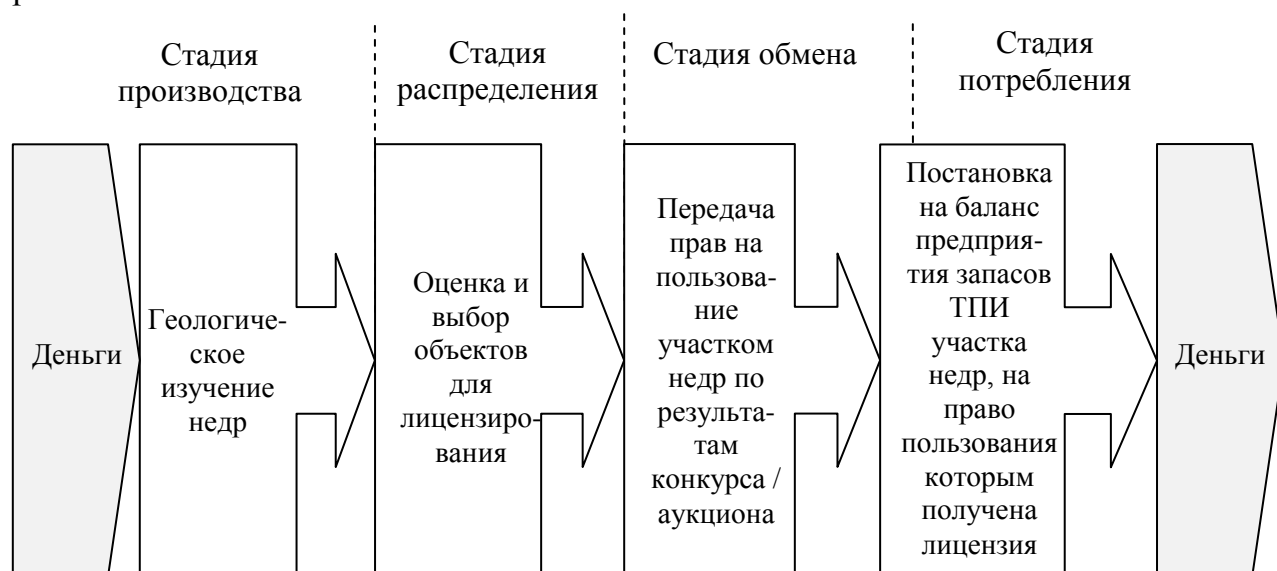 Стадия
производства
Стадия
распределения
Стадия обмена
Стадия
потребления
Деньги
Геологиче-
ское
изучение
недр
Оценка и
выбор
объектов
для
лицензиро-
вания
Передача
прав на
пользова-
ние
участком
недр по
результа-
там
конкурса /
аукциона
Постановка
на баланс
предприя-
тия запасов
ТПИ
участка
недр, на
право
пользования
которым
получена
лицензия
Деньги